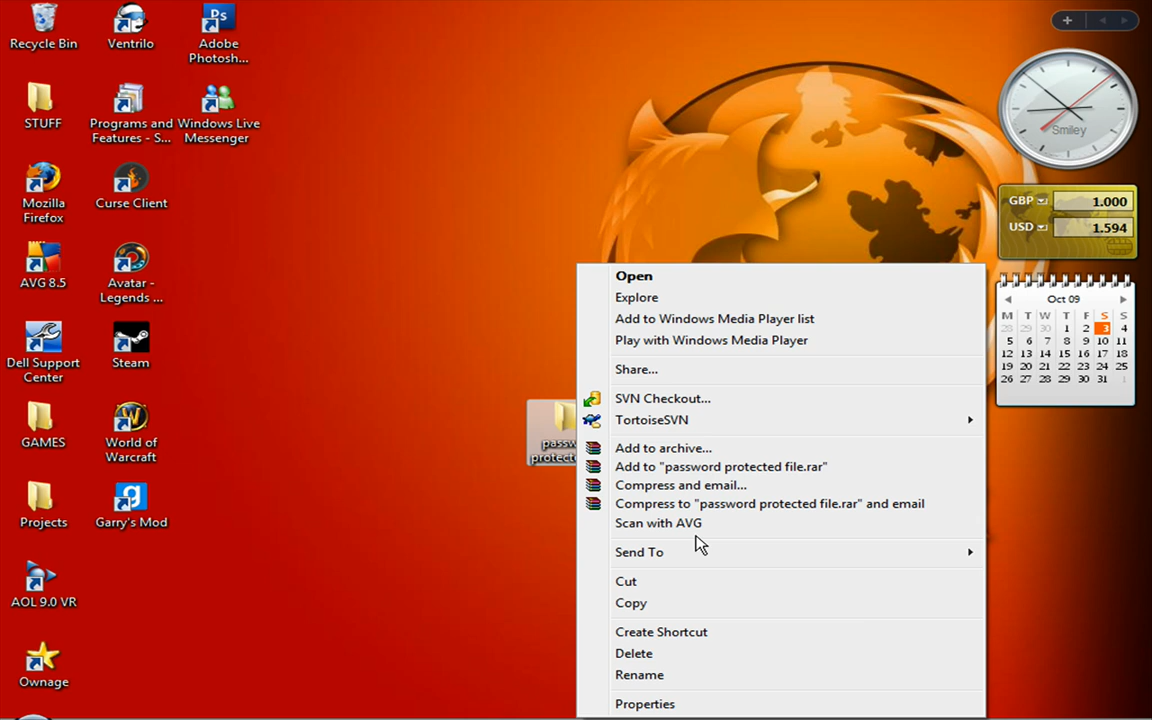 Recycle Bin
Ventrilo
Adobe
Photosh...
STUFF
Programs and
Features - S...
Windows Live
Messenger
Mozilla
Firefox
Curse Client
AVG 8.5
Avatar -
Legends ...
Dell Support
Center
Steam
GAMES
World of
Warcraft
Projects
Garry's Mod
AOL 9.0 VR
Ownage
Ps
Open
Explore
Add to Windows Media Player list
Play with Windows Media Player
Share...
SVN Checkout...
TortoiseSVN
Add to archive...
Add to "password protected file.rar"
Compress and email...
Compress to "password protected file.rar" and email
Scan with AVG
Send To
Cut
Copy
Create Shortcut
Delete
Rename
Properties
Smiley
GBP 1.000
USD 1.594
Oct 09
M T W T F S S
28 29 30 1 2 3 4
5 6 7 8 9 10 11
12 13 14 15 16 17 18
19 20 21 22 23 24 25
26 27 28 29 30 31 1